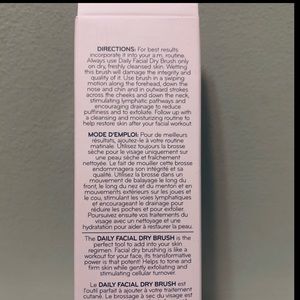 DIRECTIONS: For best results
incorporate it into your a.m. routine.
Always use Daily Facial Dry Brush only
on dry, freshly cleansed skin. Wetting
this brush will damage the integrity and
quality of it. Use brush in a swiping
motion along the forehead, down the
nose and chin and in outward strokes
across the cheeks and down the neck,
stimulating lymphatic pathways and
encouraging drainage to reduce
puffiness and to exfoliate. Follow up with
a cleansing and moisturizing routine to
help restore skin after your facial workout.
MODE D'EMPLOI: Pour de meilleurs
résultats, ajoutez-le à votre routine
matinale. Utilisez toujours la brosse
sèche pour le visage uniquement sur
une peau sèche et fraîchement
nettoyée. Le fait de mouiller cette brosse
endommagera son intégrité et sa
qualité. Utilisez la brosse dans un
mouvement de balayage le long du
front, le long du nez et du menton et en
mouvements extérieurs sur les joues et
le cou, stimulant les voies lymphatiques
et encourageant le drainage pour
réduire les poches et pour exfolier.
Poursuivez ensuite vos traitements du
visage avec un nettoyage et une
hydratation pour aider à restaurer la peau.
The DAILY FACIAL DRY BRUSH is the
perfect tool to add into your skin
regimen. Facial brushing is like a
workout for your face, its transformative
power is that potent! Helps to tone and
firm skin while gently exfoliating and
stimulating cellular turnover.
Le DAILY FACIAL DRY BRUSH est
l'outil parfait à ajouter à votre traitement
cutané. Le brossage à sec du visage est